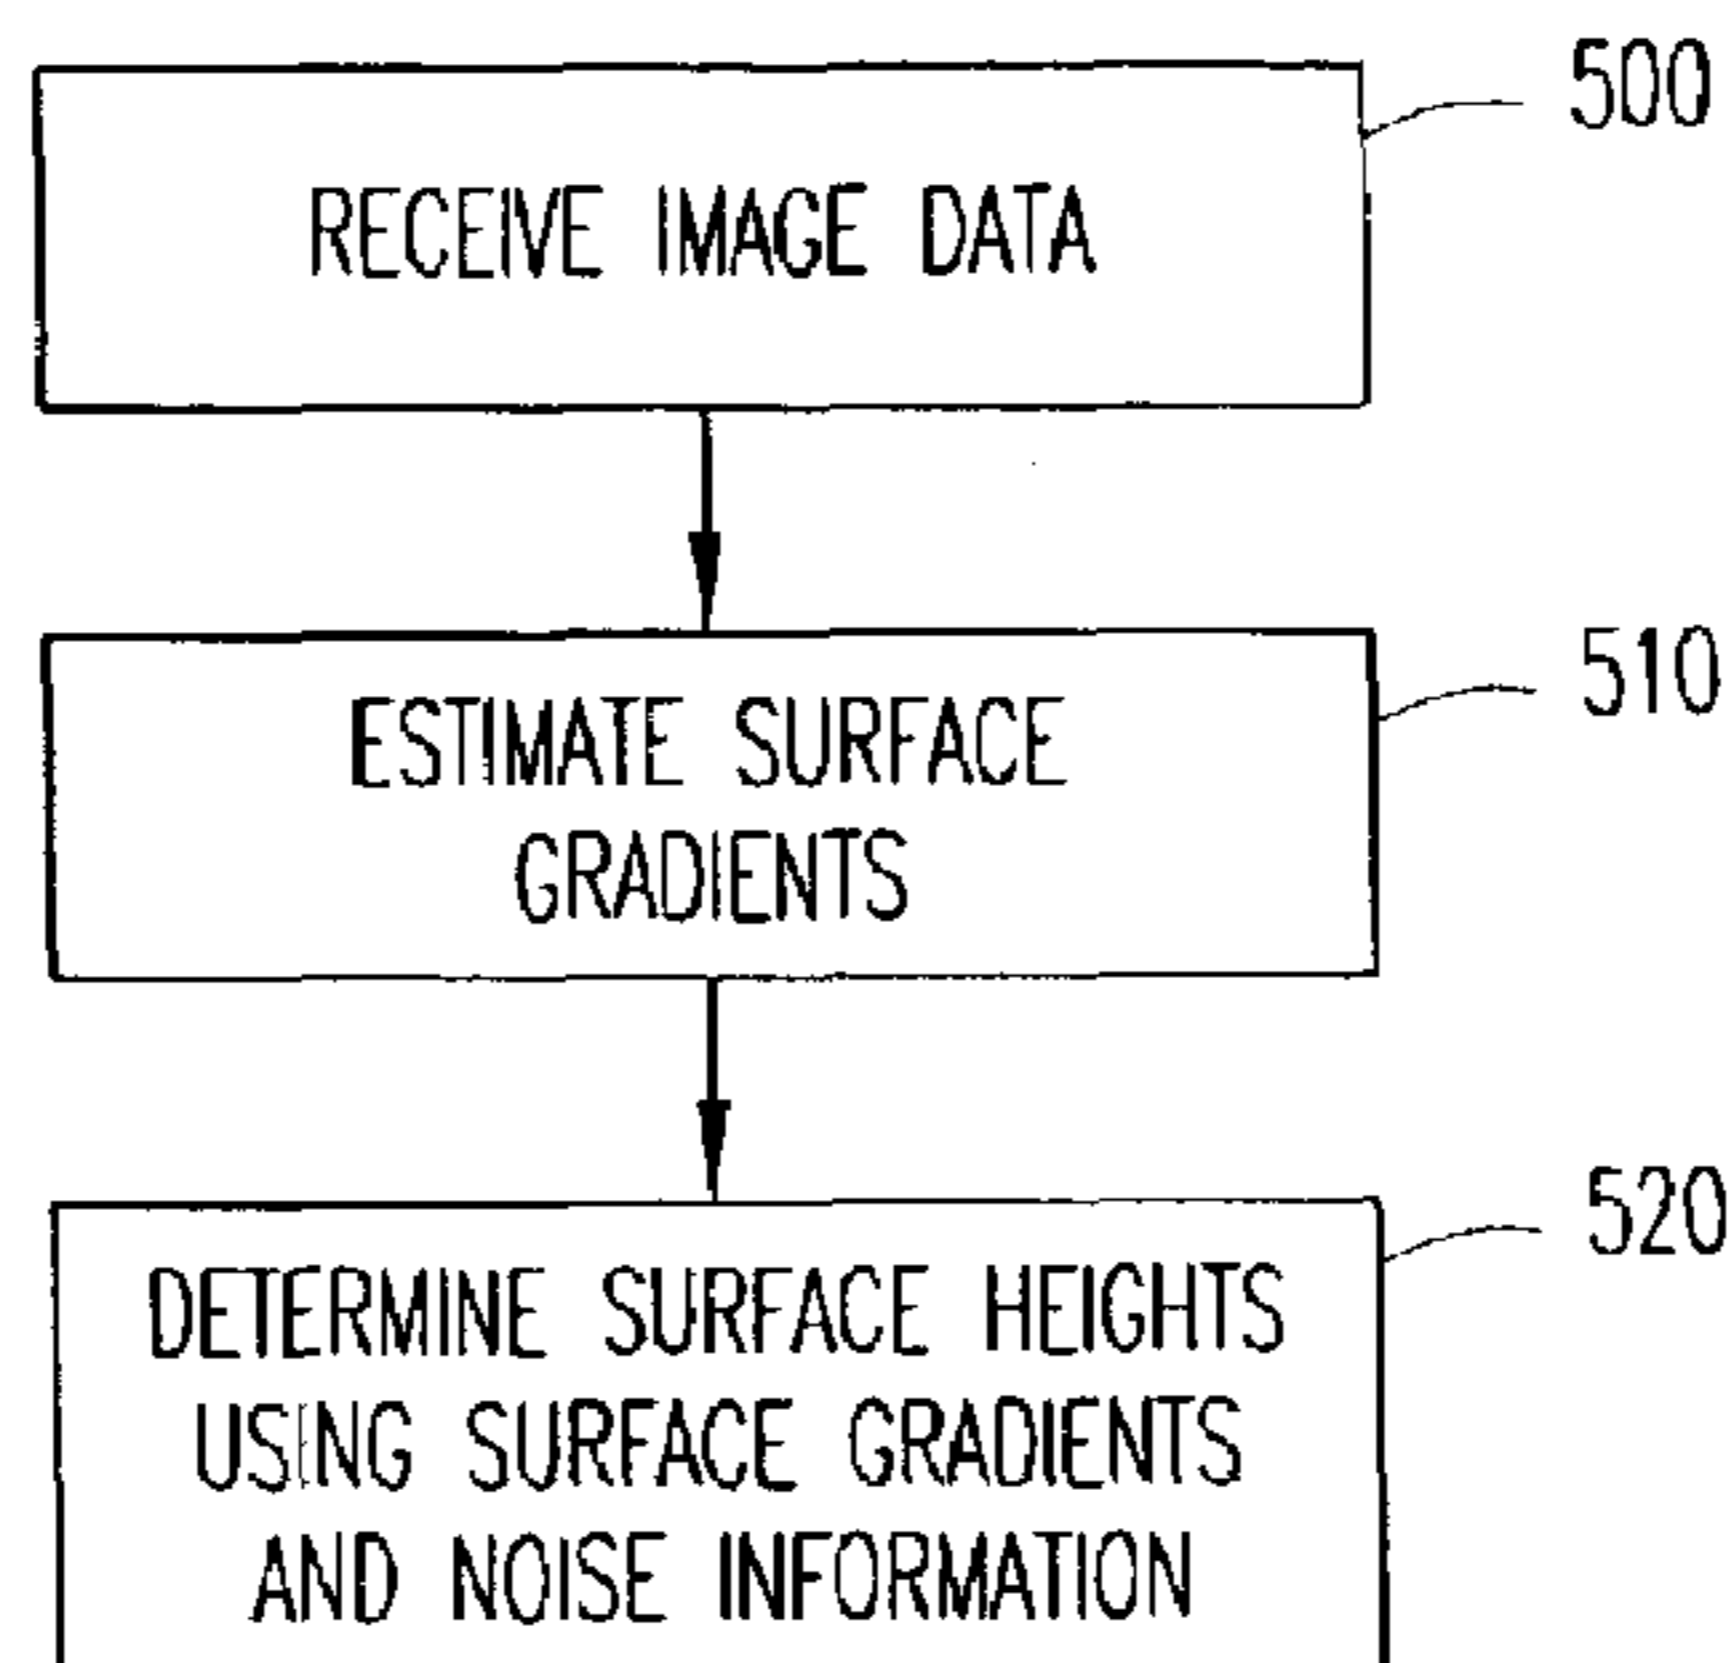 500
RECEIVE IMAGE DATA
510
ESTIMATE SURFACE
GRADIENTS
520
DETERMINE SURFACE HEIGHTS
USING SURFACE GRADIENTS
AND NOISE INFORMATION